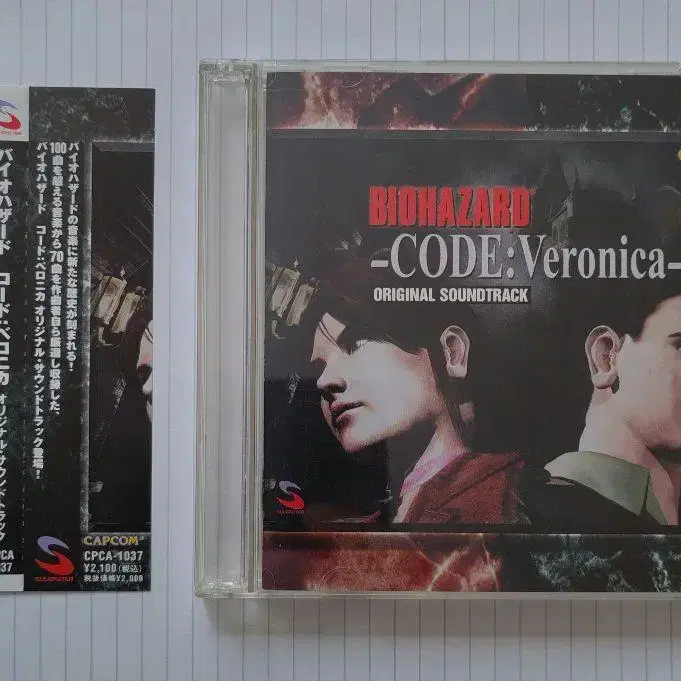 バイオハザード コード:ベロニカ オリジナル・サウンドトラック
CPCA
037
バイオハザードの音楽に新たな歴史が刻まれる!
100曲を超える音楽から70曲を作曲者自ら厳選し収録した、
バイオハザード コード:ベロニカ オリジナル・サウンドトラック登場!
SULEPUTER
CAPCOM
CPCA-1037
¥2,100(税込)
税抜価格¥2,000
BIOHAZARD
-CODE:Veronica-
ORIGINAL SOUNDTRACK
SULEPUTER